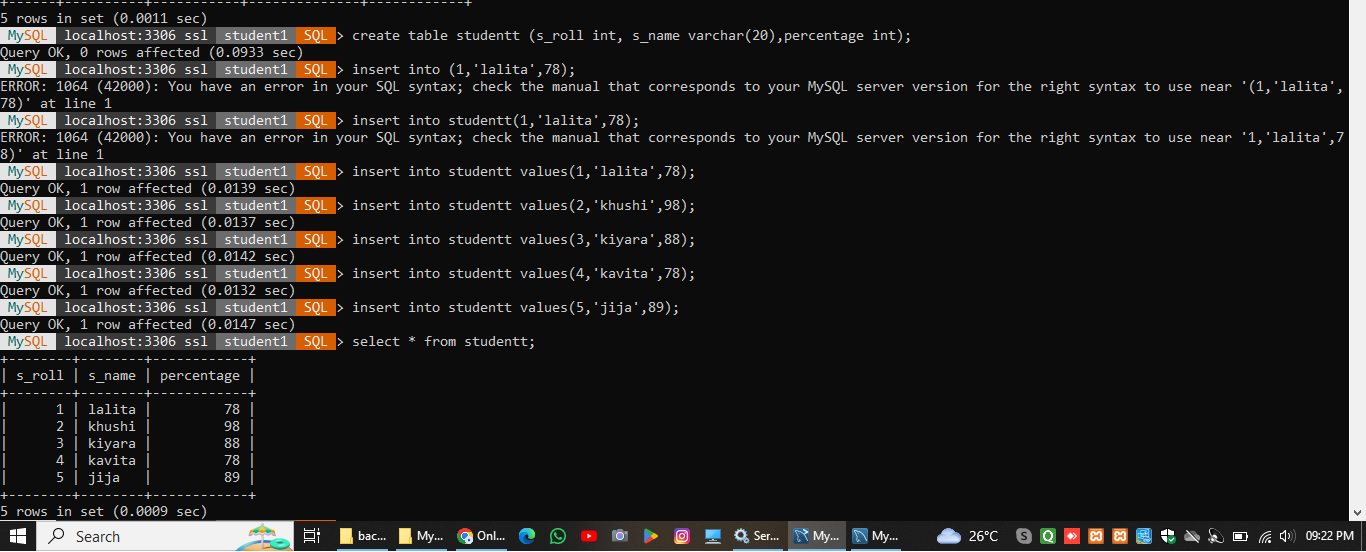 +------+----------+------------+--------------+------------+
5 rows in set (0.0011 sec)
MySQL localhost:3306 ssl student1 SQL > create table studentt (s_roll int, s_name varchar(20),percentage int);
Query OK, 0 rows affected (0.0933 sec)
MySQL localhost:3306 ssl student1 SQL > insert into (1,'lalita',78);
ERROR: 1064 (42000): You have an error in your SQL syntax; check the manual that corresponds to your MySQL server version for the right syntax to use near '(1,'lalita',
78)' at line 1
MySQL localhost:3306 ssl student1 SQL > insert into studentt(1,'lalita',78);
ERROR: 1064 (42000): You have an error in your SQL syntax; check the manual that corresponds to your MySQL server version for the right syntax to use near '1,'lalita',7
8)' at line 1
MySQL localhost:3306 ssl student1 SQL > insert into studentt values(1,'lalita',78);
Query OK, 1 row affected (0.0139 sec)
MySQL localhost:3306 ssl student1 SQL > insert into studentt values(2,'khushi',98);
Query OK, 1 row affected (0.0137 sec)
MySQL localhost:3306 ssl student1 SQL > insert into studentt values(3,'kiyara',88);
Query OK, 1 row affected (0.0142 sec)
MySQL localhost:3306 ssl student1 SQL > insert into studentt values(4,'kavita',78);
Query OK, 1 row affected (0.0132 sec)
MySQL localhost:3306 ssl student1 SQL > insert into studentt values(5,'jija',89);
Query OK, 1 row affected (0.0147 sec)
MySQL localhost:3306 ssl student1 SQL > select * from studentt;
+--------+--------+------------+
| s_roll | s_name | percentage |
+--------+--------+------------+
|      1 | lalita |         78 |
|      2 | khushi |         98 |
|      3 | kiyara |         88 |
|      4 | kavita |         78 |
|      5 | jija   |         89 |
+--------+--------+------------+
5 rows in set (0.0009 sec)
Search bac... My... Onl... Ser... My... My... 26°C 09:22 PM